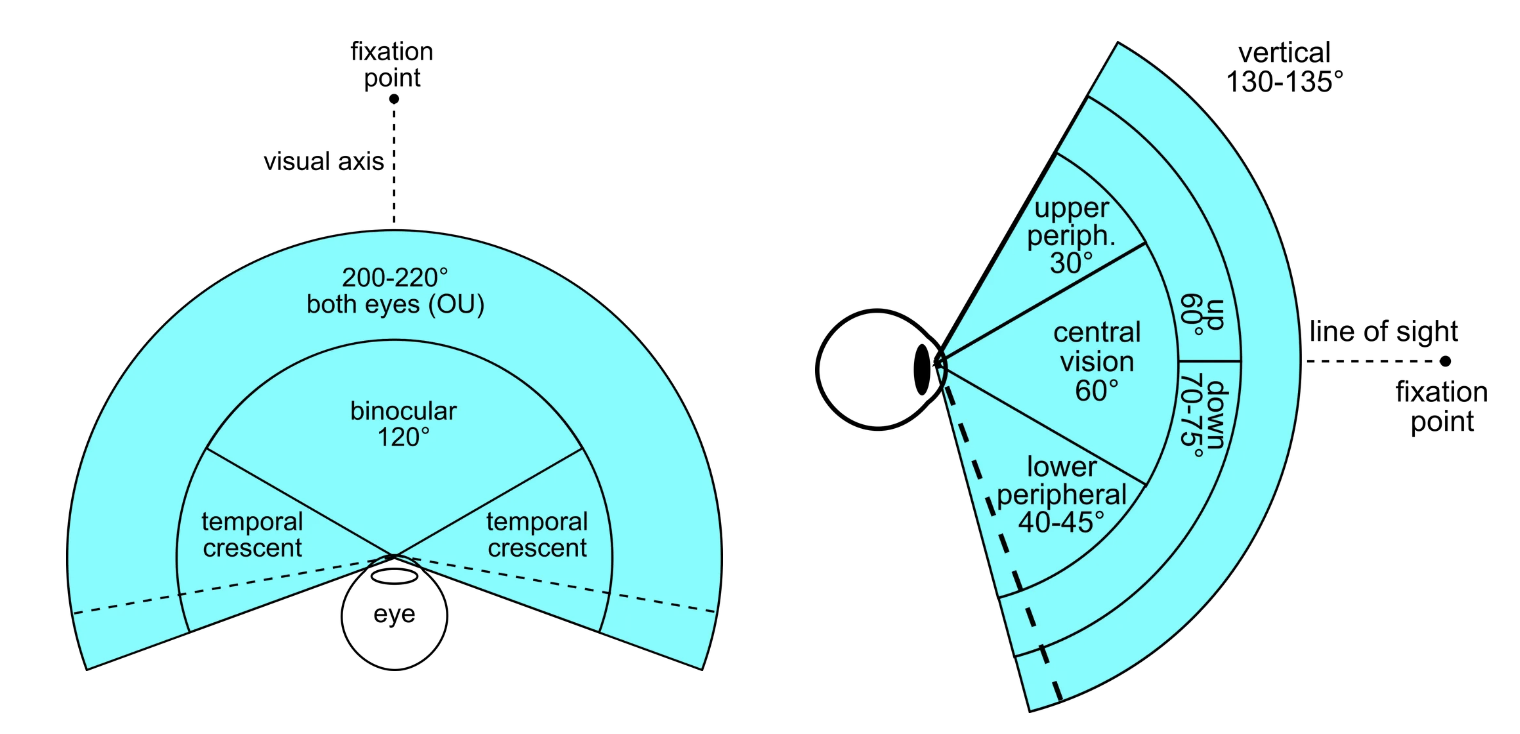 fixation
point
visual axis
200-220°
both eyes (OU)
binocular
120°
temporal
crescent
temporal
crescent
eye
vertical
130-135°
upper
periph.
30°
central
vision
60°
lower
peripheral
40-45°
up
60°
down
70-75°
line of sight
fixation
point